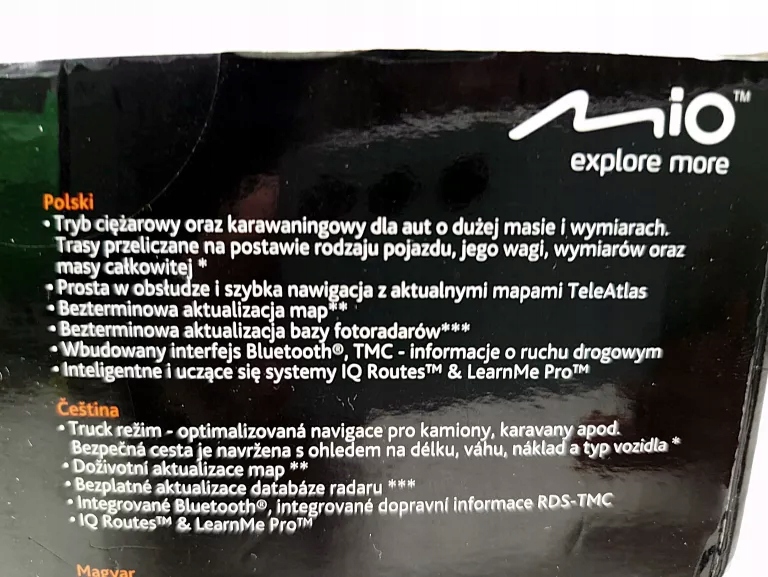 MiO™
explore more
Polski
• Tryb ciężarowy oraz karawaningowy dla aut o dużej masie i wymiarach.
Trasy przeliczane na postawie rodzaju pojazdu, jego wagi, wymiarów oraz
masy całkowitej *
• Prosta w obsłudze i szybka nawigacja z aktualnymi mapami TeleAtlas
• Bezterminowa aktualizacja map**
• Bezterminowa aktualizacja bazy fotoradarów***
• Wbudowany interfejs Bluetooth®, TMC - informacje o ruchu drogowym
• Inteligentne i uczące się systemy IQ Routes™ & LearnMe Pro™
Čeština
• Truck režim - optimalizovaná navigace pro kamiony, karavany apod.
Bezpečná cesta je navržena s ohledem na délku, váhu, náklad a typ vozidla *
• Doživotní aktualizace map **
• Bezplatné aktualizace databáze radaru ***
• Integrované Bluetooth®, integrované dopravní informace RDS-TMC
• IQ Routes™ & LearnMe Pro™
Magyar